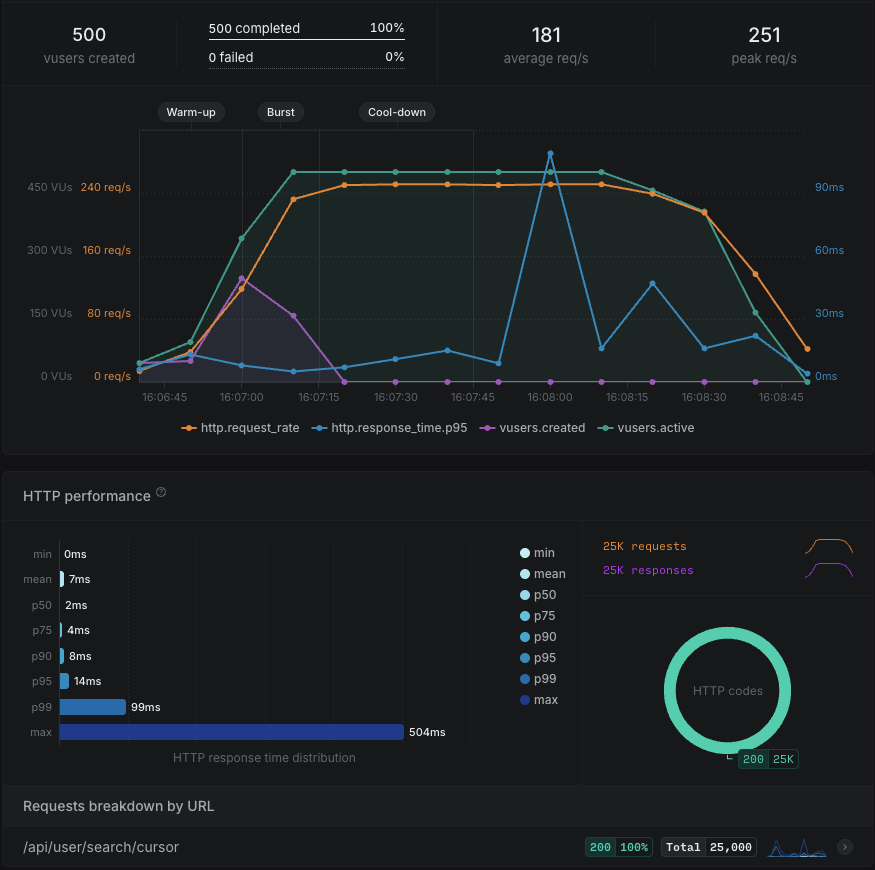 500
vusers created
500 completed 100%
0 failed 0%
181
average req/s
251
peak req/s
Warm-up Burst Cool-down
450 VUs 240 req/s 90ms
300 VUs 160 req/s 60ms
150 VUs 80 req/s 30ms
0 VUs 0 req/s 0ms
16:06:45 16:07:00 16:07:15 16:07:30 16:07:45 16:08:00 16:08:15 16:08:30 16:08:45
http.request_rate http.response_time.p95 vusers.created vusers.active
HTTP performance ?
min 0ms
mean 7ms
p50 2ms
p75 4ms
p90 8ms
p95 14ms
p99 99ms
max 504ms
HTTP response time distribution
min
mean
p50
p75
p90
p95
p99
max
25K requests
25K responses
HTTP codes
200 25K
Requests breakdown by URL
/api/user/search/cursor 200 100% Total 25,000